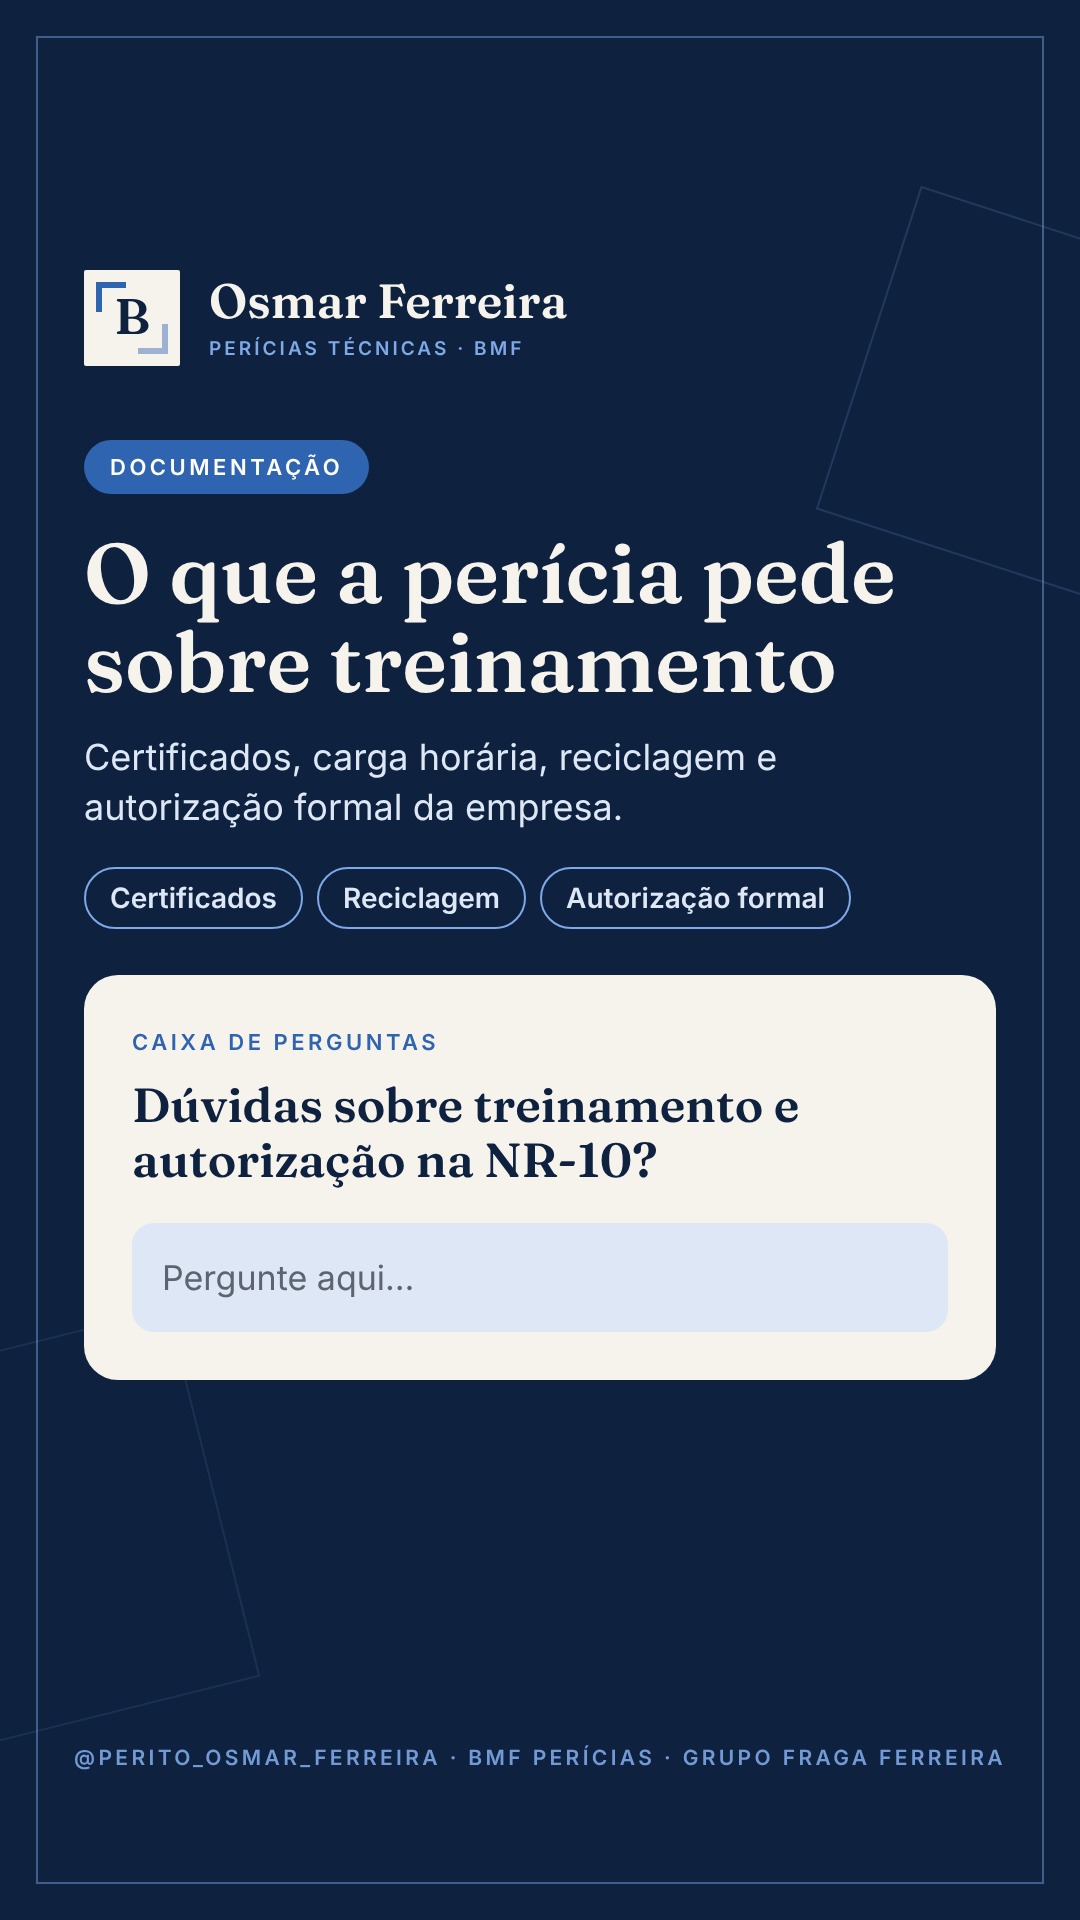 B
Osmar Ferreira
PERÍCIAS TÉCNICAS · BMF
DOCUMENTAÇÃO
O que a perícia pede
sobre treinamento
Certificados, carga horária, reciclagem e
autorização formal da empresa.
Certificados
Reciclagem
Autorização formal
CAIXA DE PERGUNTAS
Dúvidas sobre treinamento e
autorização na NR-10?
Pergunte aqui...
@PERITO_OSMAR_FERREIRA · BMF PERÍCIAS · GRUPO FRAGA FERREIRA